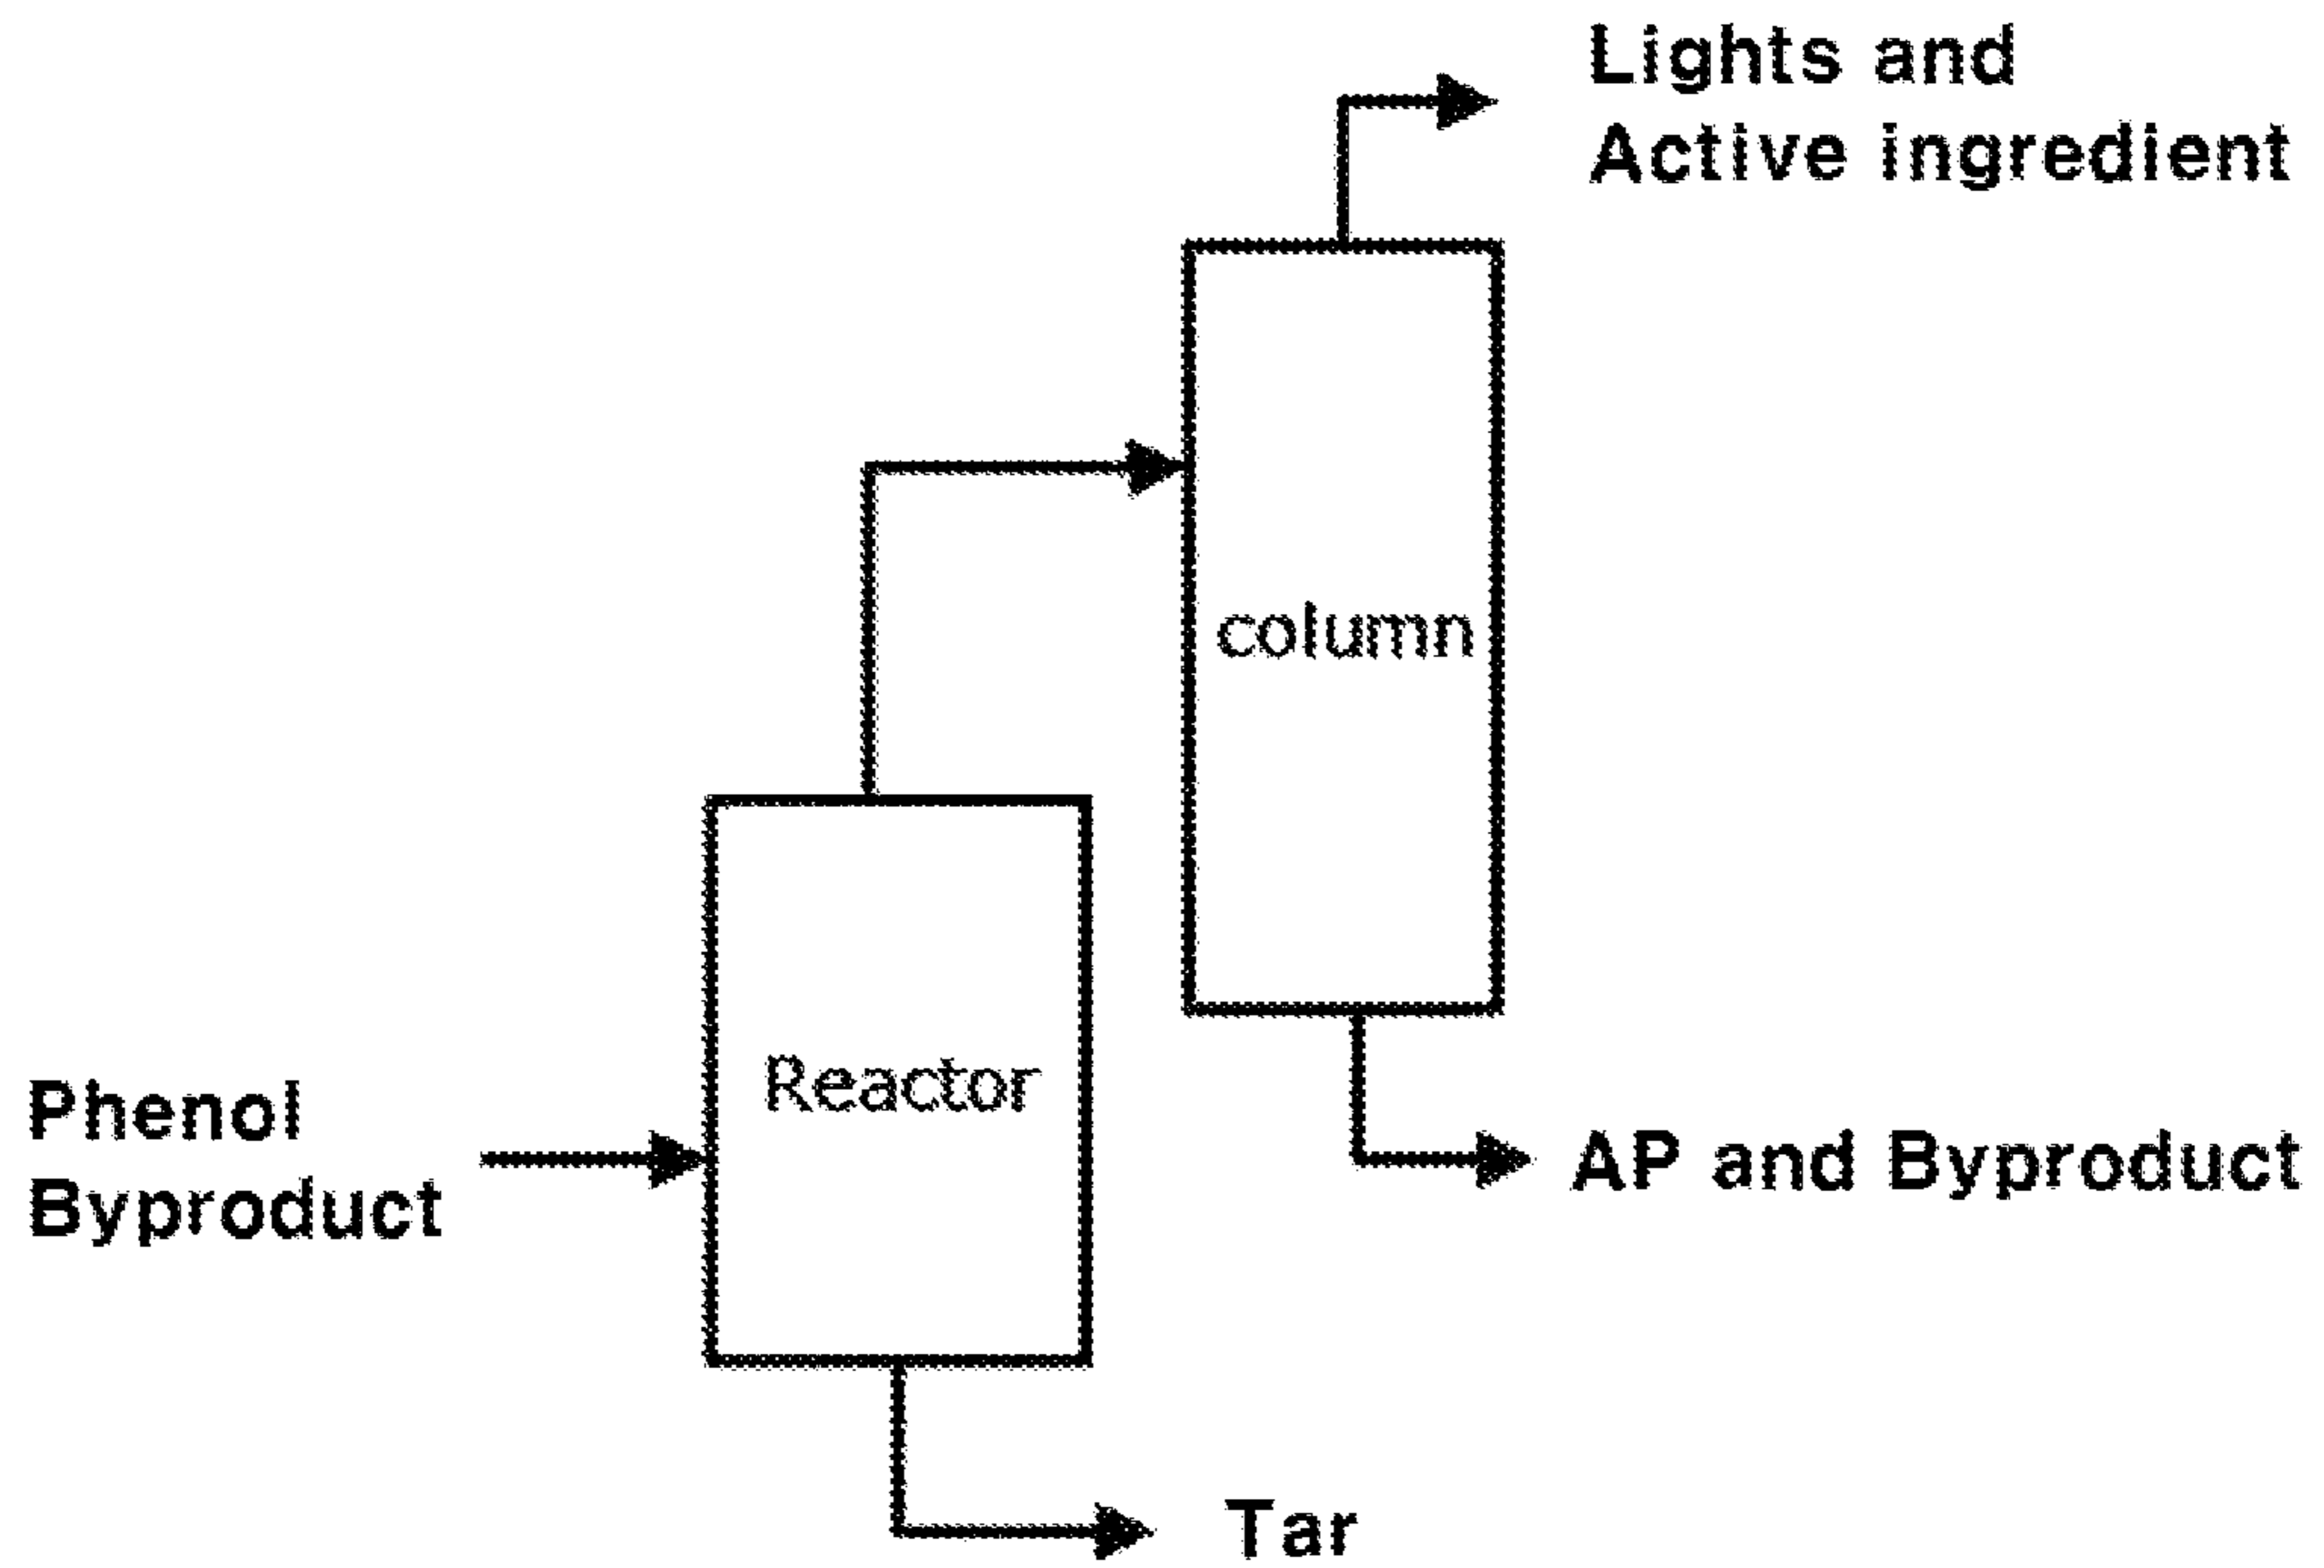 Lights and
Active ingredient
column
Reactor
Phenol
Byproduct
AP and Byproduct
Tar